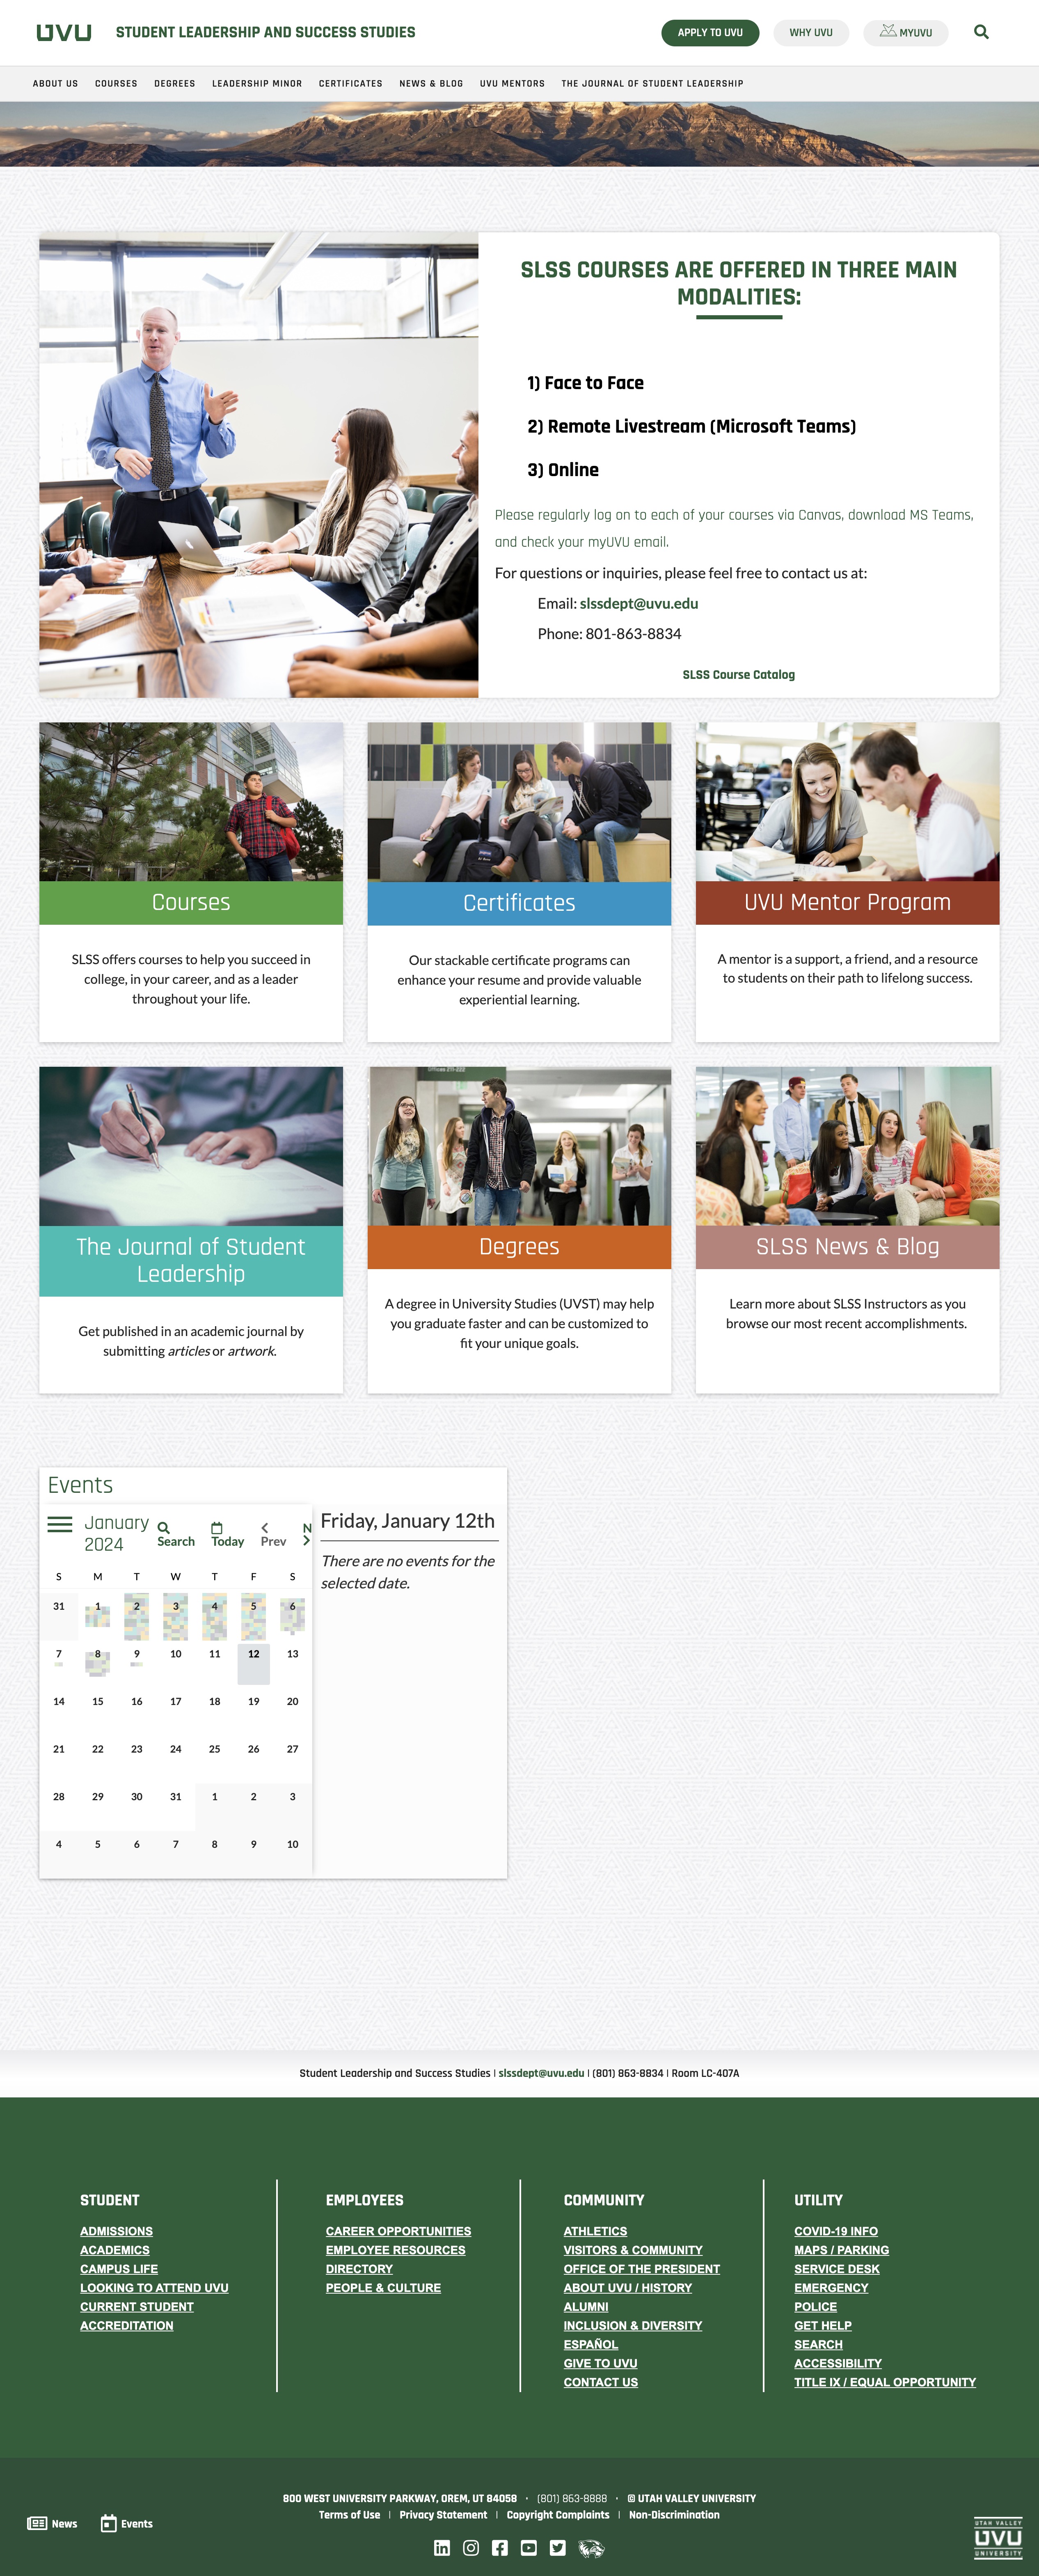 UVU STUDENT LEADERSHIP AND SUCCESS STUDIES APPLY TO UVU WHY UVU MYUVU
ABOUT US COURSES DEGREES LEADERSHIP MINOR CERTIFICATES NEWS & BLOG UVU MENTORS THE JOURNAL OF STUDENT LEADERSHIP
SLSS COURSES ARE OFFERED IN THREE MAIN
MODALITIES:
1) Face to Face
2) Remote Livestream (Microsoft Teams)
3) Online
Please regularly log on to each of your courses via Canvas, download MS Teams,
and check your myUVU email.
For questions or inquiries, please feel free to contact us at:
Email: slssdept@uvu.edu
Phone: 801-863-8834
SLSS Course Catalog
Courses
SLSS offers courses to help you succeed in
college, in your career, and as a leader
throughout your life.
Certificates
Our stackable certificate programs can
enhance your resume and provide valuable
experiential learning.
UVU Mentor Program
A mentor is a support, a friend, and a resource
to students on their path to lifelong success.
The Journal of Student
Leadership
Get published in an academic journal by
submitting articles or artwork.
Offices 211-222
Degrees
A degree in University Studies (UVST) may help
you graduate faster and can be customized to
fit your unique goals.
SLSS News & Blog
Learn more about SLSS Instructors as you
browse our most recent accomplishments.
Events
January
2024
Search
Today
Prev
N
S M T W T F S
31 1 2 3 4 5 6
7 8 9 10 11 12 13
14 15 16 17 18 19 20
21 22 23 24 25 26 27
28 29 30 31 1 2 3
4 5 6 7 8 9 10
Friday, January 12th
There are no events for the
selected date.
Student Leadership and Success Studies | slssdept@uvu.edu | (801) 863-8834 | Room LC-407A
STUDENT
ADMISSIONS
ACADEMICS
CAMPUS LIFE
LOOKING TO ATTEND UVU
CURRENT STUDENT
ACCREDITATION
EMPLOYEES
CAREER OPPORTUNITIES
EMPLOYEE RESOURCES
DIRECTORY
PEOPLE & CULTURE
COMMUNITY
ATHLETICS
VISITORS & COMMUNITY
OFFICE OF THE PRESIDENT
ABOUT UVU / HISTORY
ALUMNI
INCLUSION & DIVERSITY
ESPAÑOL
GIVE TO UVU
CONTACT US
UTILITY
COVID-19 INFO
MAPS / PARKING
SERVICE DESK
EMERGENCY
POLICE
GET HELP
SEARCH
ACCESSIBILITY
TITLE IX / EQUAL OPPORTUNITY
News Events
800 WEST UNIVERSITY PARKWAY, OREM, UT 84058 · (801) 863-8888 · © UTAH VALLEY UNIVERSITY
Terms of Use | Privacy Statement | Copyright Complaints | Non-Discrimination
UTAH VALLEY
UVU
UNIVERSITY